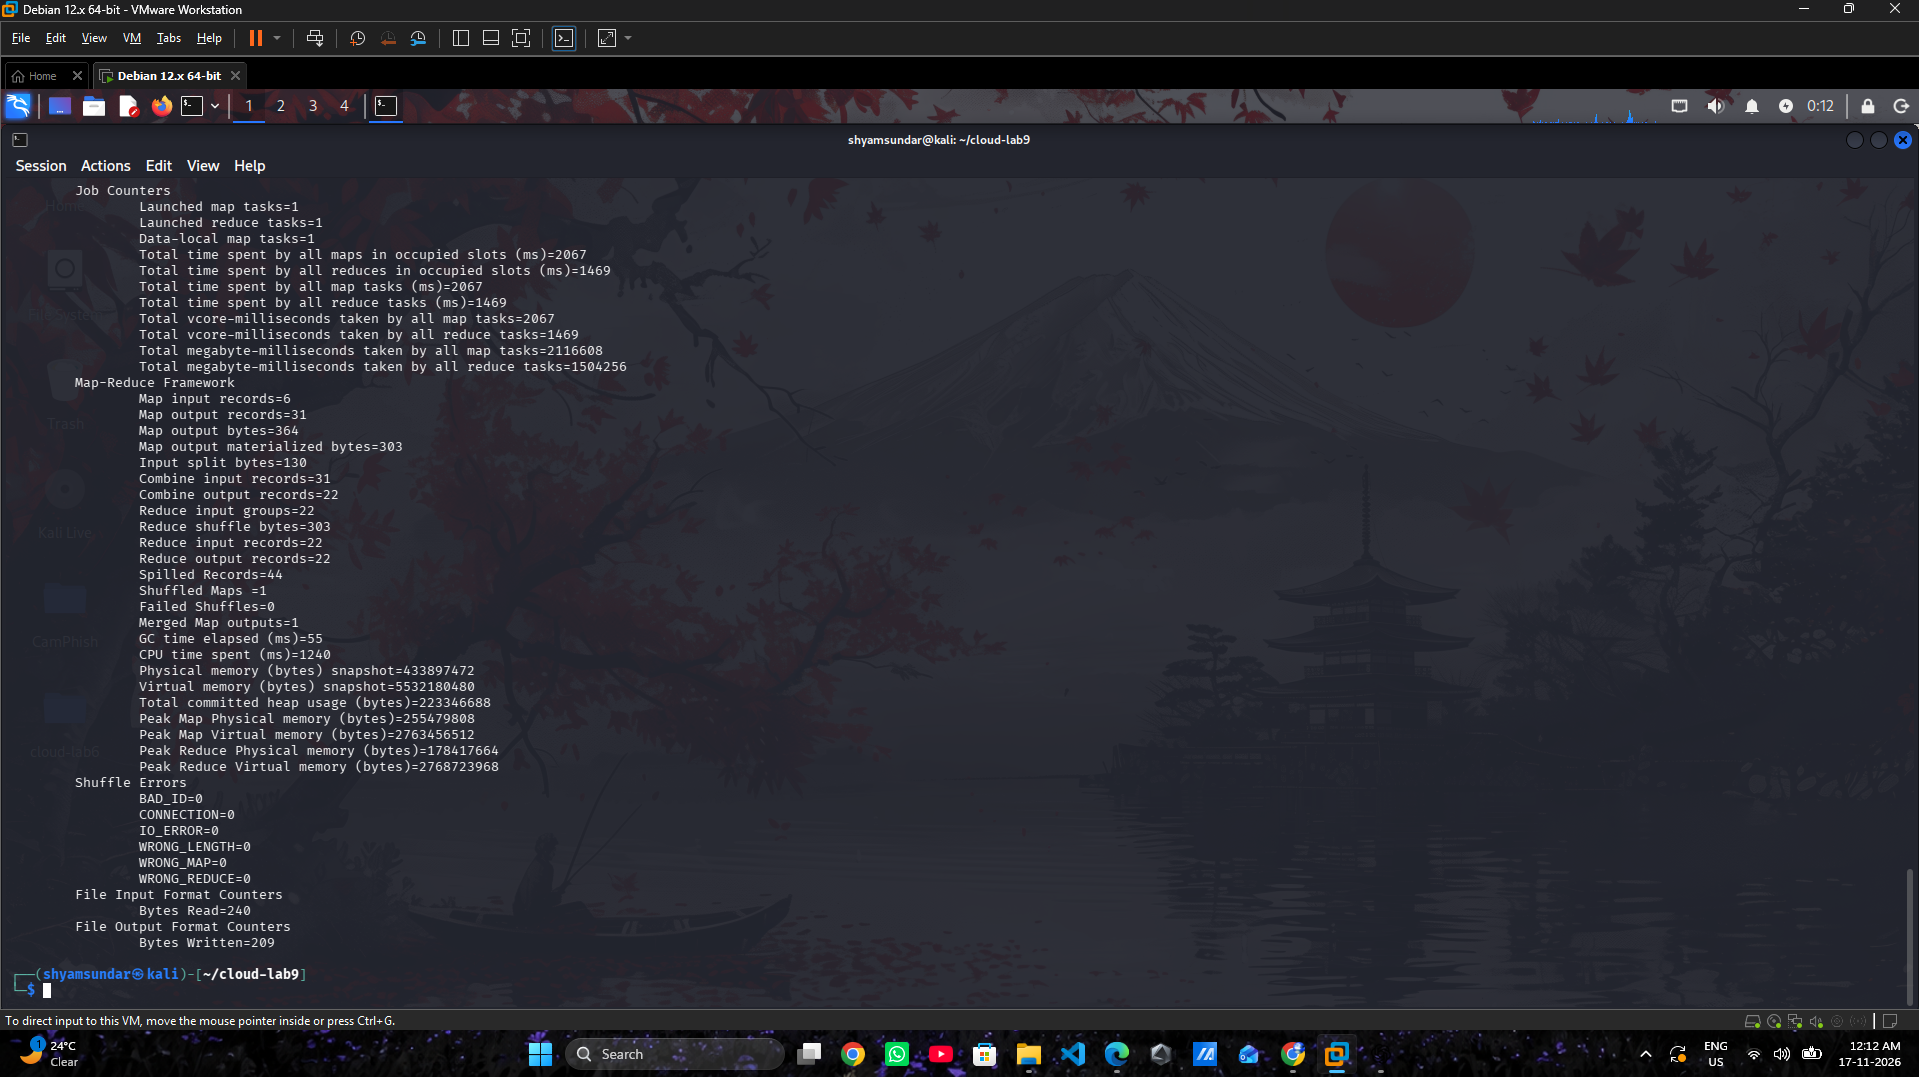 Debian 12.x 64-bit - VMware Workstation
File Edit View VM Tabs Help
Home Debian 12.x 64-bit
1 2 3 4 0:12
shyamsundar@kali: ~/cloud-lab9
Session Actions Edit View Help
Job Counters
Launched map tasks=1
Launched reduce tasks=1
Data-local map tasks=1
Total time spent by all maps in occupied slots (ms)=2067
Total time spent by all reduces in occupied slots (ms)=1469
Total time spent by all map tasks (ms)=2067
Total time spent by all reduce tasks (ms)=1469
Total vcore-milliseconds taken by all map tasks=2067
Total vcore-milliseconds taken by all reduce tasks=1469
Total megabyte-milliseconds taken by all map tasks=2116608
Total megabyte-milliseconds taken by all reduce tasks=1504256
Map-Reduce Framework
Map input records=6
Map output records=31
Map output bytes=364
Map output materialized bytes=303
Input split bytes=130
Combine input records=31
Combine output records=22
Reduce input groups=22
Reduce shuffle bytes=303
Reduce input records=22
Reduce output records=22
Spilled Records=44
Shuffled Maps =1
Failed Shuffles=0
Merged Map outputs=1
GC time elapsed (ms)=55
CPU time spent (ms)=1240
Physical memory (bytes) snapshot=433897472
Virtual memory (bytes) snapshot=5532180480
Total committed heap usage (bytes)=223346688
Peak Map Physical memory (bytes)=255479808
Peak Map Virtual memory (bytes)=2763456512
Peak Reduce Physical memory (bytes)=178417664
Peak Reduce Virtual memory (bytes)=2768723968
Shuffle Errors
BAD_ID=0
CONNECTION=0
IO_ERROR=0
WRONG_LENGTH=0
WRONG_MAP=0
WRONG_REDUCE=0
File Input Format Counters
Bytes Read=240
File Output Format Counters
Bytes Written=209
(shyamsundar㉿kali)-[~/cloud-lab9]
$
Home
File System
Trash
Kali Live
CamPhish
cloud-lab6
To direct input to this VM, move the mouse pointer inside or press Ctrl+G.
1
24°C
Clear
Search
ENG
US
12:12 AM
17-11-2026